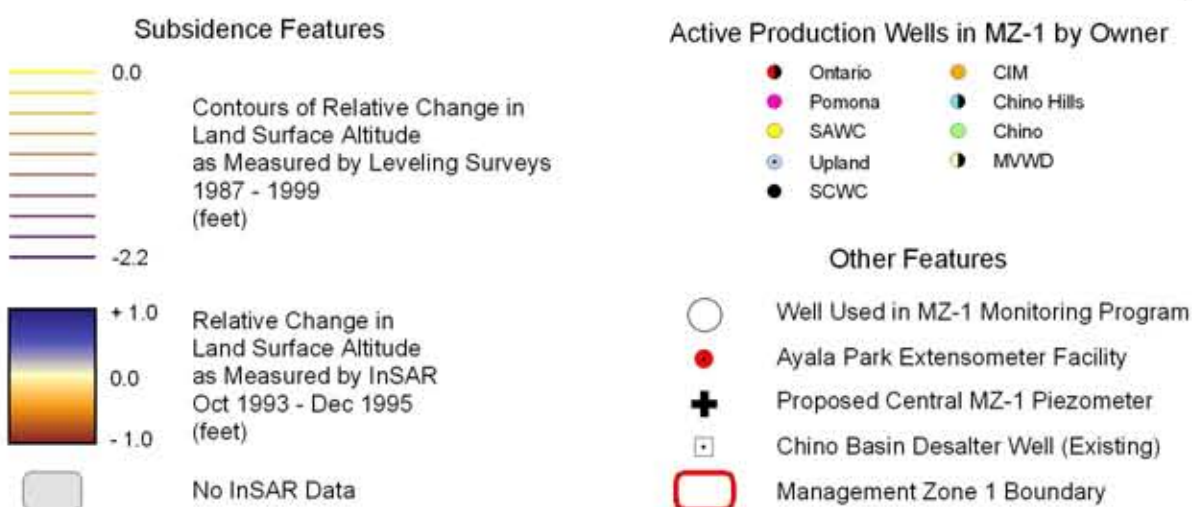 Subsidence Features
0.0
Contours of Relative Change in
Land Surface Altitude
as Measured by Leveling Surveys
1987 - 1999
(feet)
-2.2
+ 1.0
0.0
- 1.0
Relative Change in
Land Surface Altitude
as Measured by InSAR
Oct 1993 - Dec 1995
(feet)
No InSAR Data
Active Production Wells in MZ-1 by Owner
Ontario
Pomona
SAWC
Upland
SCWC
CIM
Chino Hills
Chino
MVWD
Other Features
Well Used in MZ-1 Monitoring Program
Ayala Park Extensometer Facility
Proposed Central MZ-1 Piezometer
Chino Basin Desalter Well (Existing)
Management Zone 1 Boundary